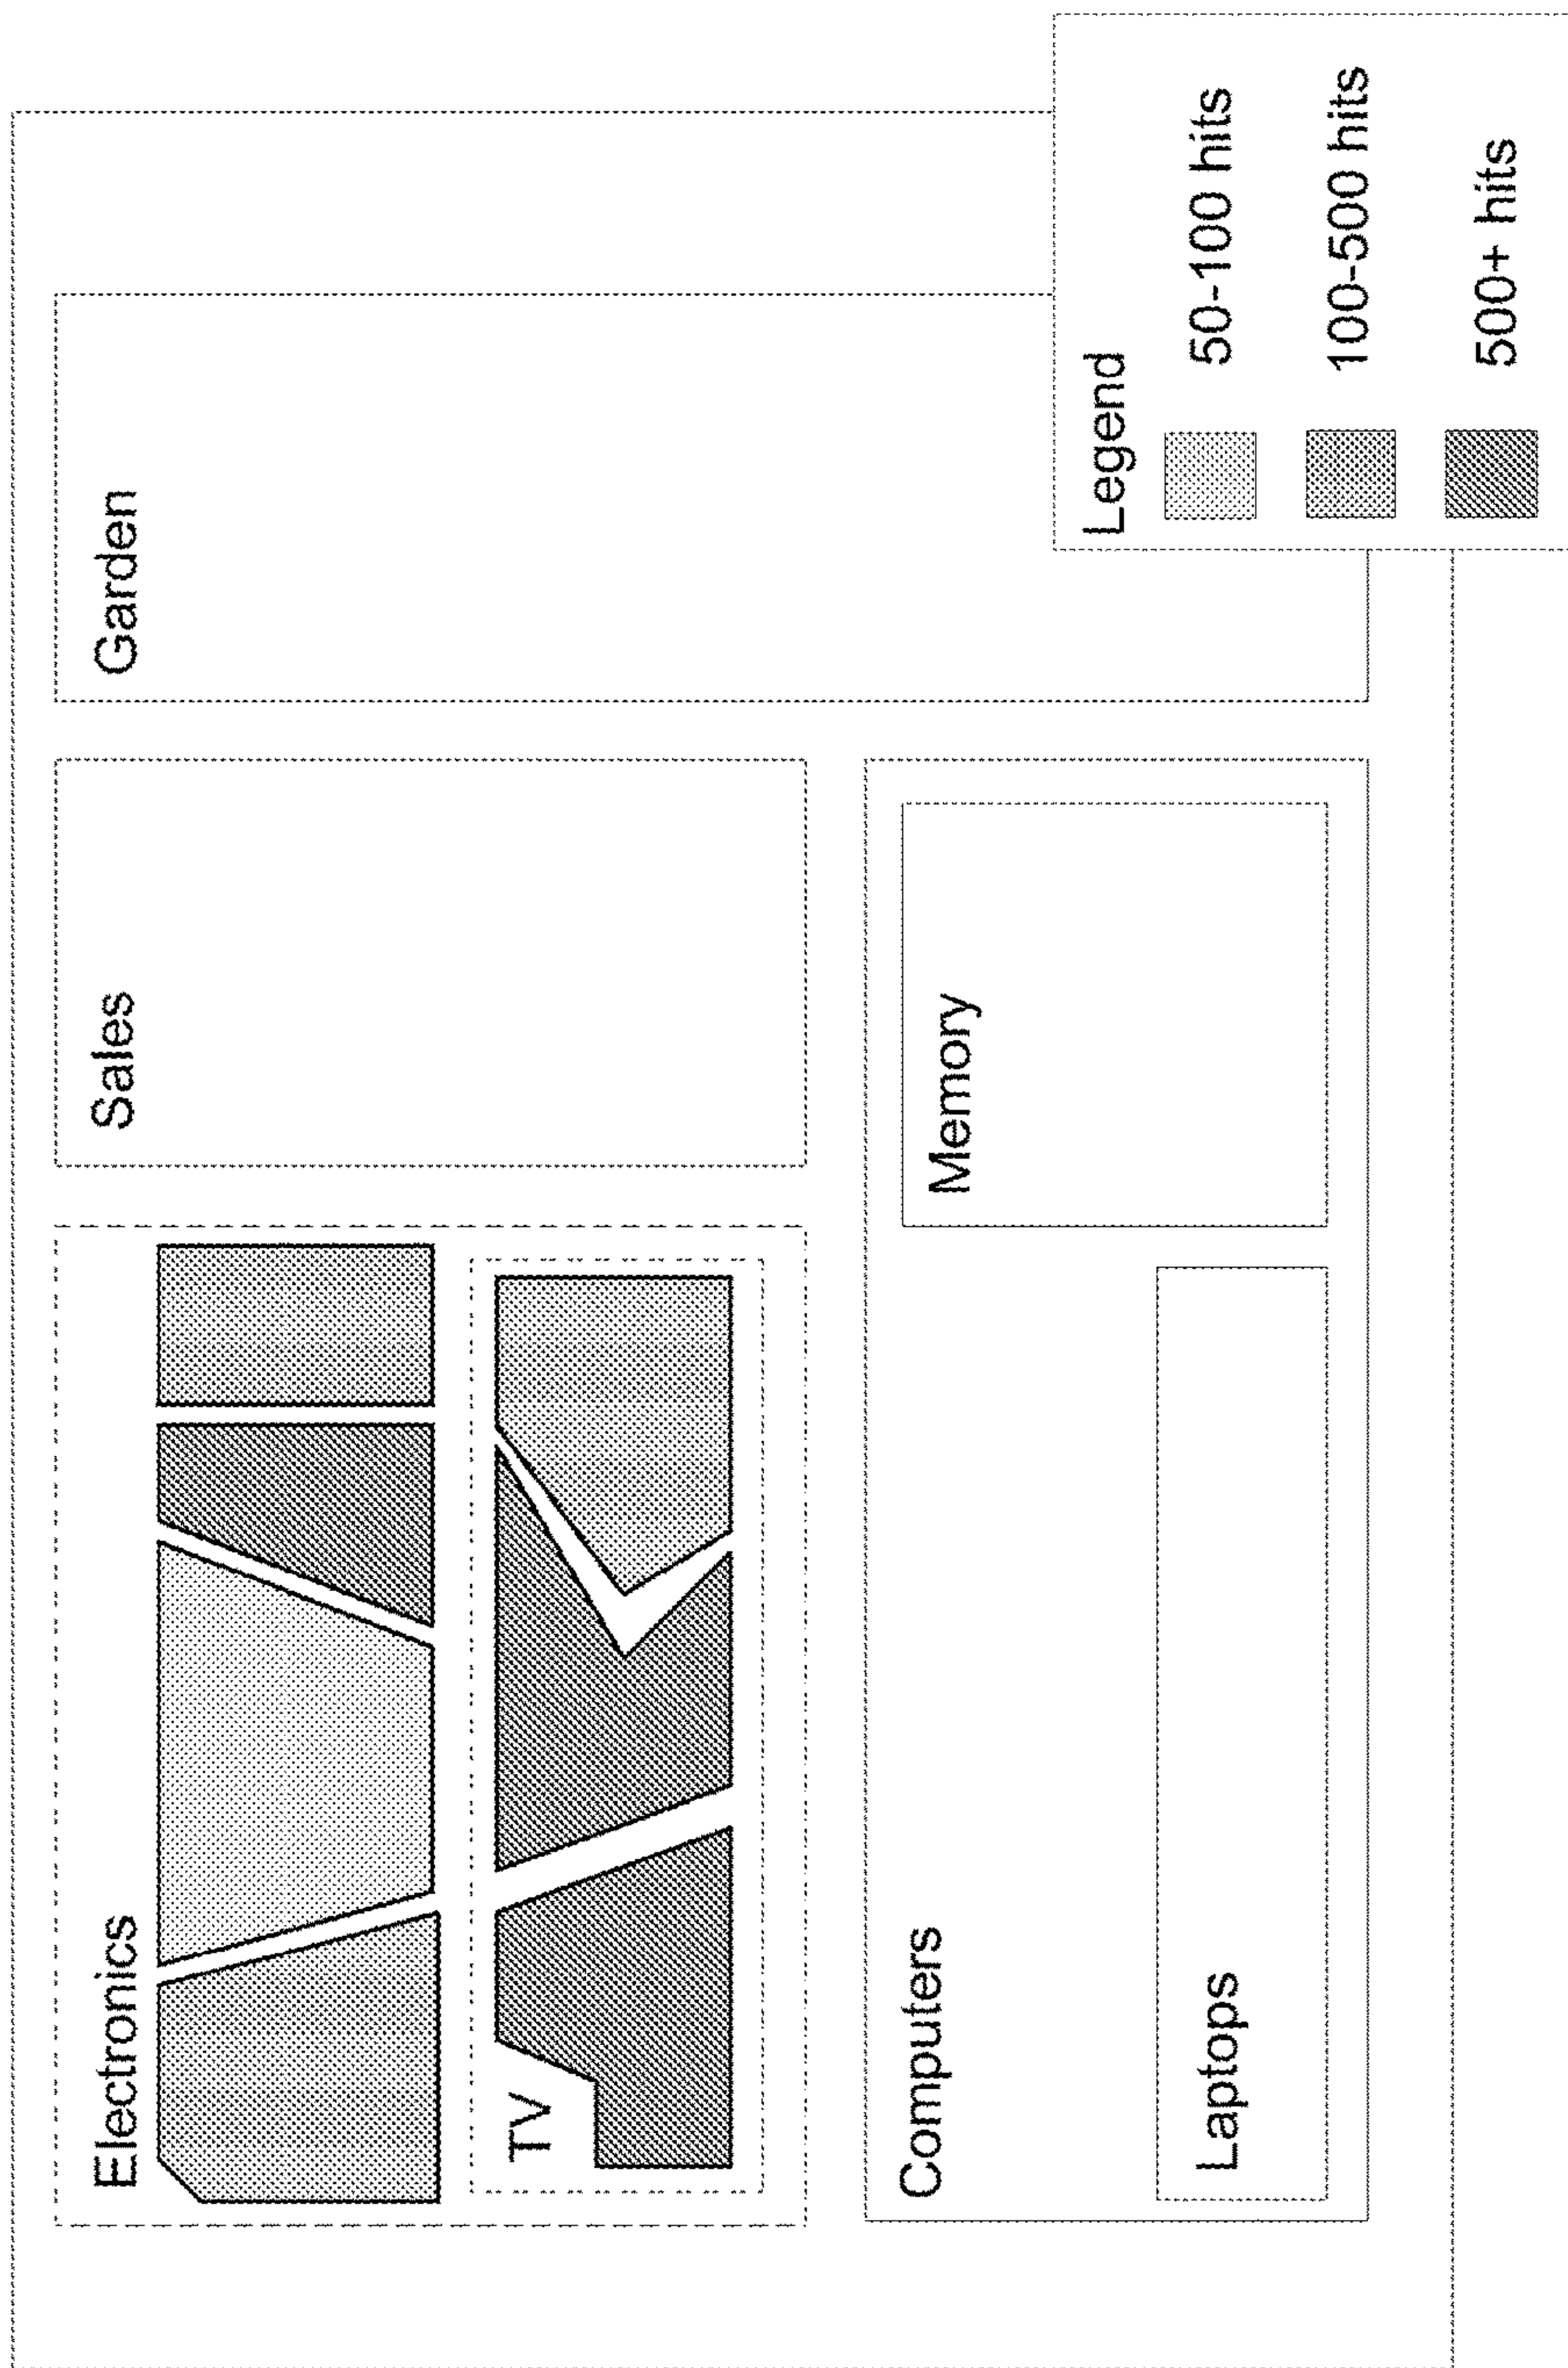 Electronics
Sales
Garden
TV
Computers
Memory
Laptops
Legend
50-100 hits
100-500 hits
500+ hits